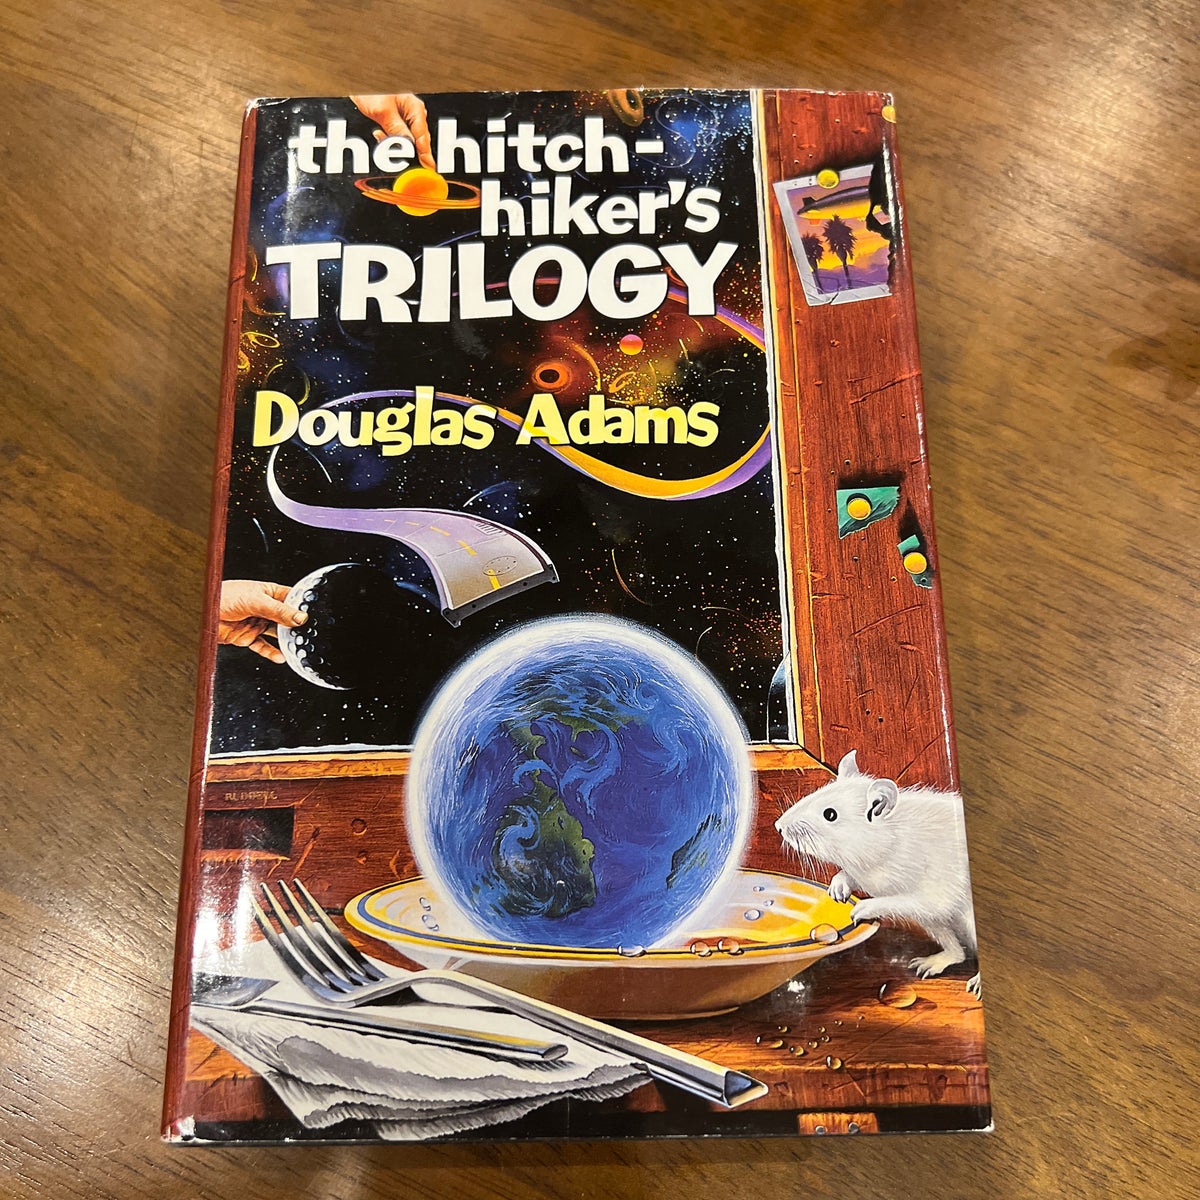 the hitch-
hiker's
TRILOGY
Douglas Adams